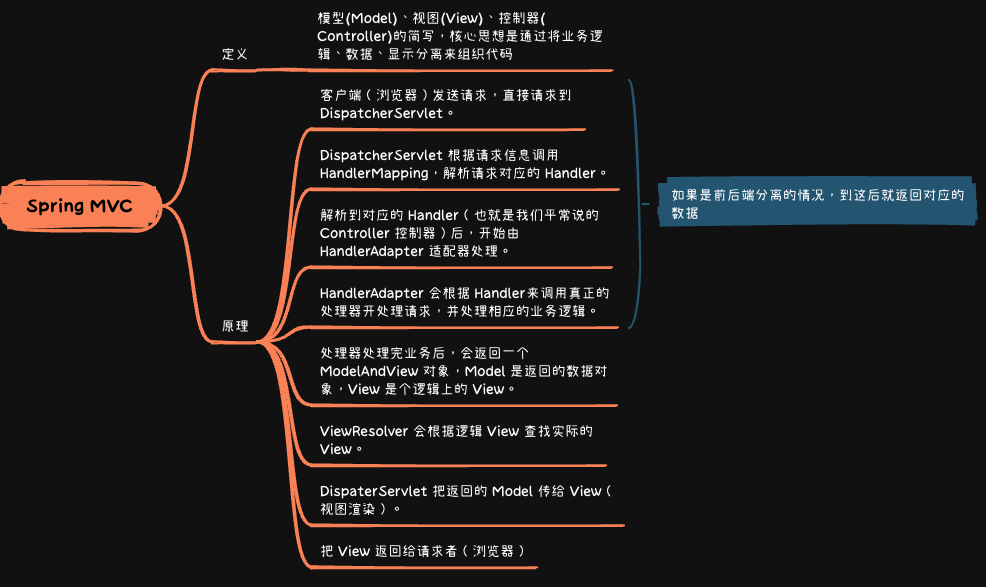 Spring MVC
定义
模型(Model)、视图(View)、控制器(
Controller)的简写，核心思想是通过将业务逻
辑、数据、显示分离来组织代码
原理
客户端（浏览器）发送请求，直接请求到
DispatcherServlet。
DispatcherServlet 根据请求信息调用
HandlerMapping，解析请求对应的 Handler。
解析到对应的 Handler（也就是我们平常说的
Controller 控制器）后，开始由
HandlerAdapter 适配器处理。
HandlerAdapter 会根据 Handler来调用真正的
处理器开处理请求，并处理相应的业务逻辑。
如果是前后端分离的情况，到这后就返回对应的
数据
处理器处理完业务后，会返回一个
ModelAndView 对象，Model 是返回的数据对
象，View 是个逻辑上的 View。
ViewResolver 会根据逻辑 View 查找实际的
View。
DispaterServlet 把返回的 Model 传给 View（
视图渲染）。
把 View 返回给请求者（浏览器）